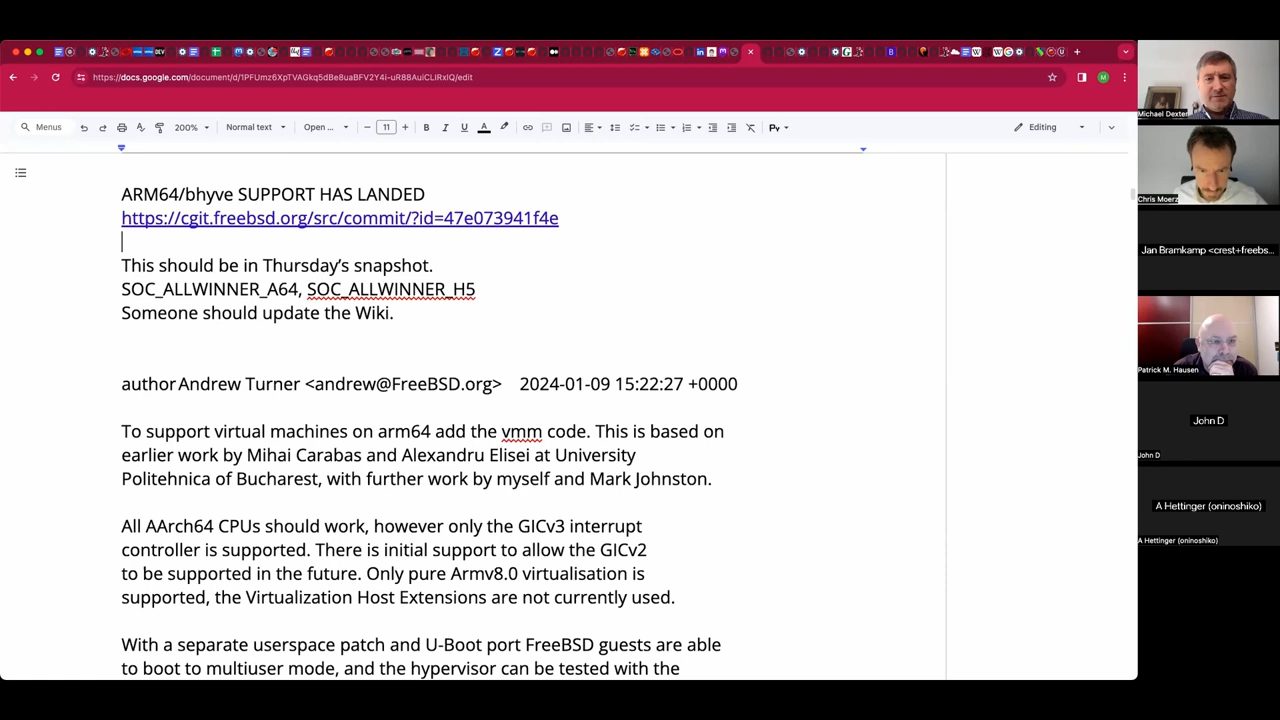 https://docs.google.com/document/d/1PFUmz6XpTVAGkq5dBe8uaBFV2Y4i-uR88AuiCLIRxIQ/edit
Menus 200% Normal text Open ... 11 Editing
ARM64/bhyve SUPPORT HAS LANDED
https://cgit.freebsd.org/src/commit/?id=47e073941f4e
This should be in Thursday’s snapshot.
SOC_ALLWINNER_A64, SOC_ALLWINNER_H5
Someone should update the Wiki.
author Andrew Turner <andrew@FreeBSD.org> 2024-01-09 15:22:27 +0000
To support virtual machines on arm64 add the vmm code. This is based on
earlier work by Mihai Carabas and Alexandru Elisei at University
Politehnica of Bucharest, with further work by myself and Mark Johnston.
All AArch64 CPUs should work, however only the GICv3 interrupt
controller is supported. There is initial support to allow the GICv2
to be supported in the future. Only pure Armv8.0 virtualisation is
supported, the Virtualization Host Extensions are not currently used.
With a separate userspace patch and U-Boot port FreeBSD guests are able
to boot to multiuser mode, and the hypervisor can be tested with the
Michael Dexter
Chris Moerz
Jan Bramkamp <crest+freebs...
Patrick M. Hausen
John D
John D
A Hettinger (oninoshiko)
A Hettinger (oninoshiko)